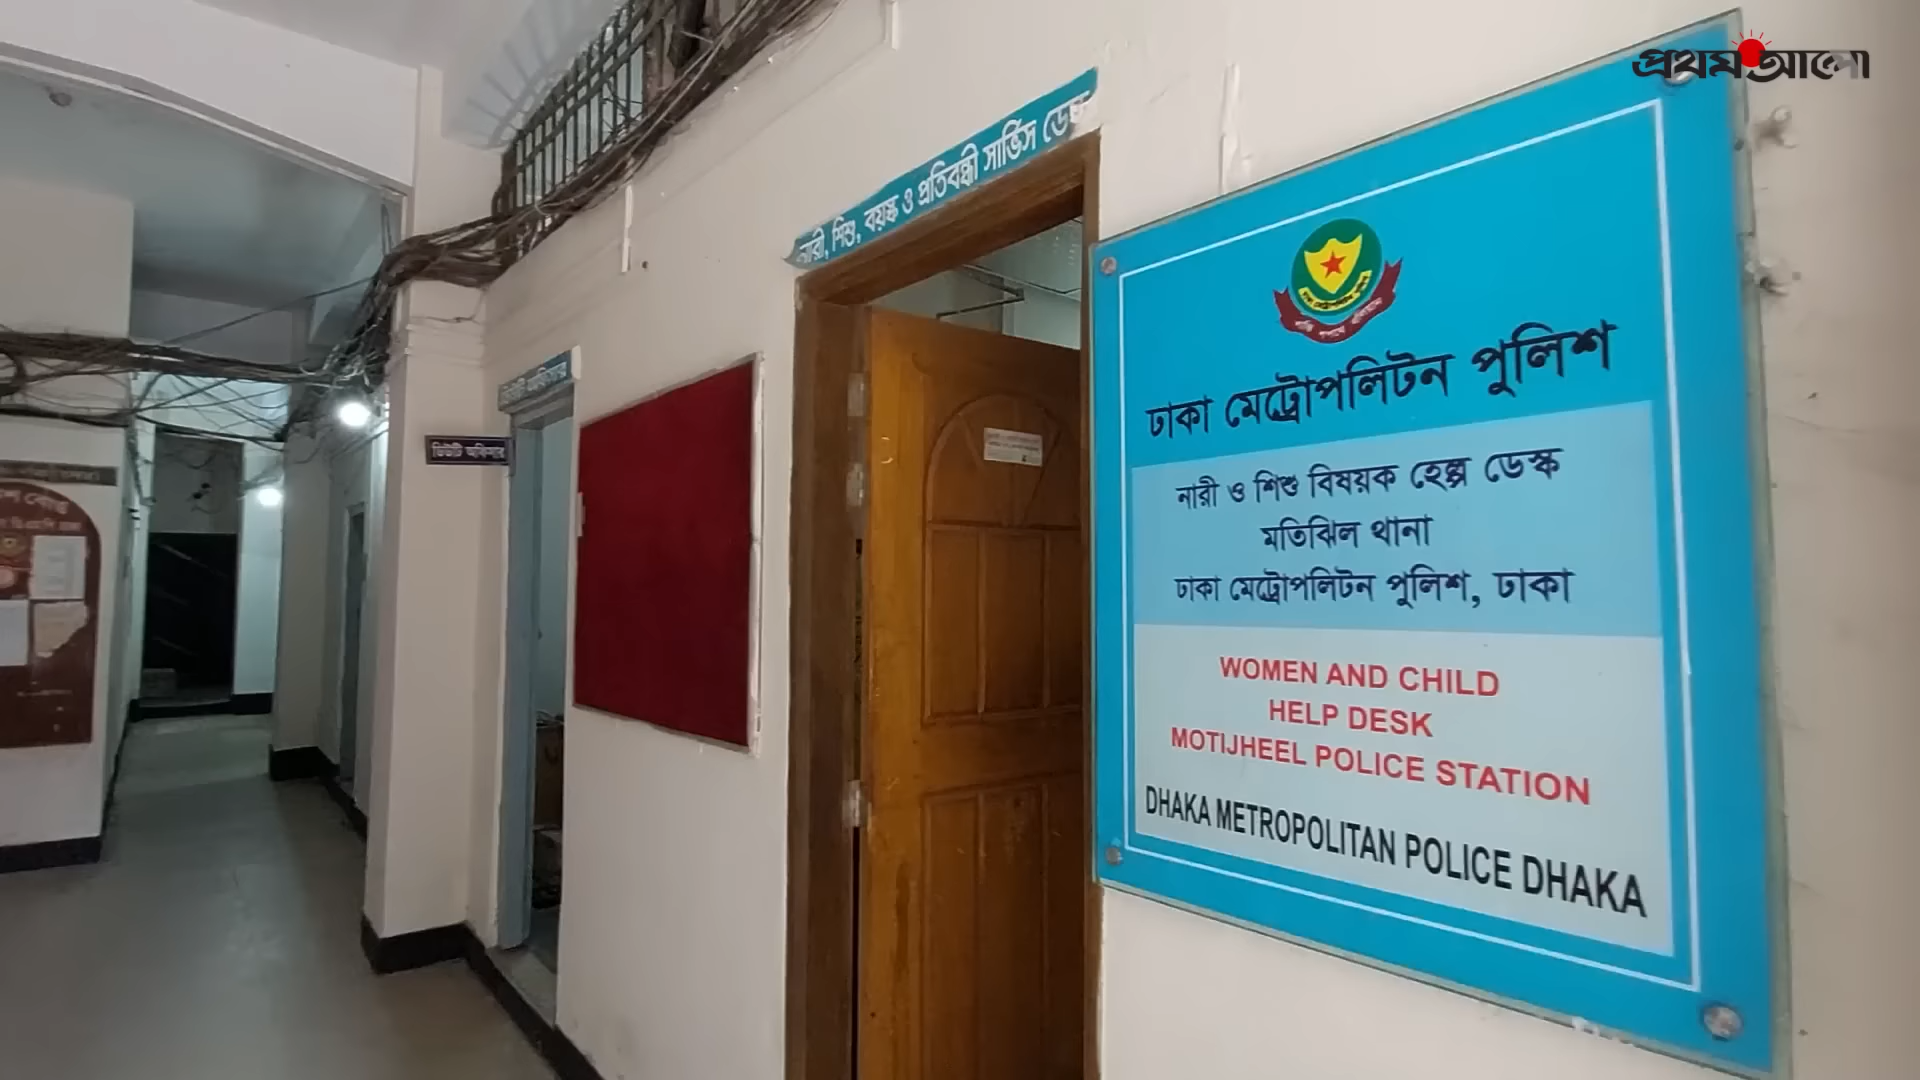 প্রথম আলো
নারী, শিশু, বয়স্ক ও প্রতিবন্ধী সার্ভিস ডেস্ক
ঢাকা মেট্রোপলিটন পুলিশ
নারী ও শিশু বিষয়ক হেল্প ডেস্ক
মতিঝিল থানা
ঢাকা মেট্রোপলিটন পুলিশ, ঢাকা
WOMEN AND CHILD
HELP DESK
MOTIJHEEL POLICE STATION
DHAKA METROPOLITAN POLICE DHAKA
ডিউটি অফিসার